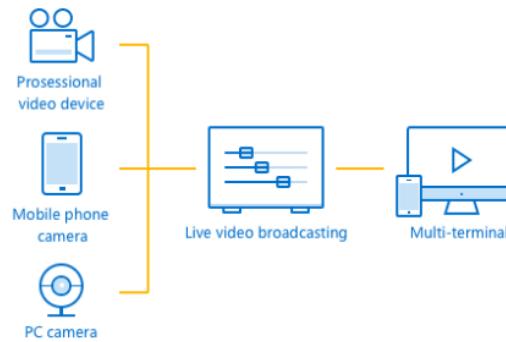 Prosessional
video device
Mobile phone
camera
Live video broadcasting
Multi-terminal
PC camera